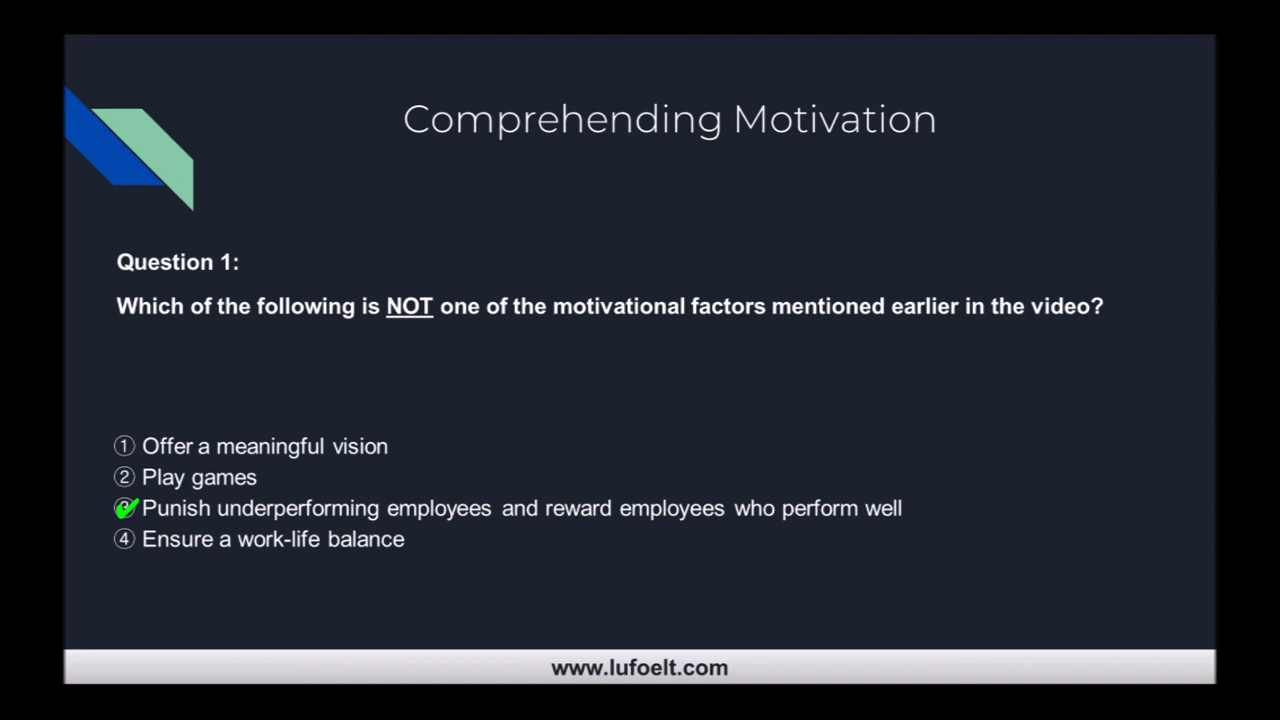 Comprehending Motivation
Question 1:
Which of the following is NOT one of the motivational factors mentioned earlier in the video?
① Offer a meaningful vision
② Play games
③ Punish underperforming employees and reward employees who perform well
④ Ensure a work-life balance
www.lufoelt.com